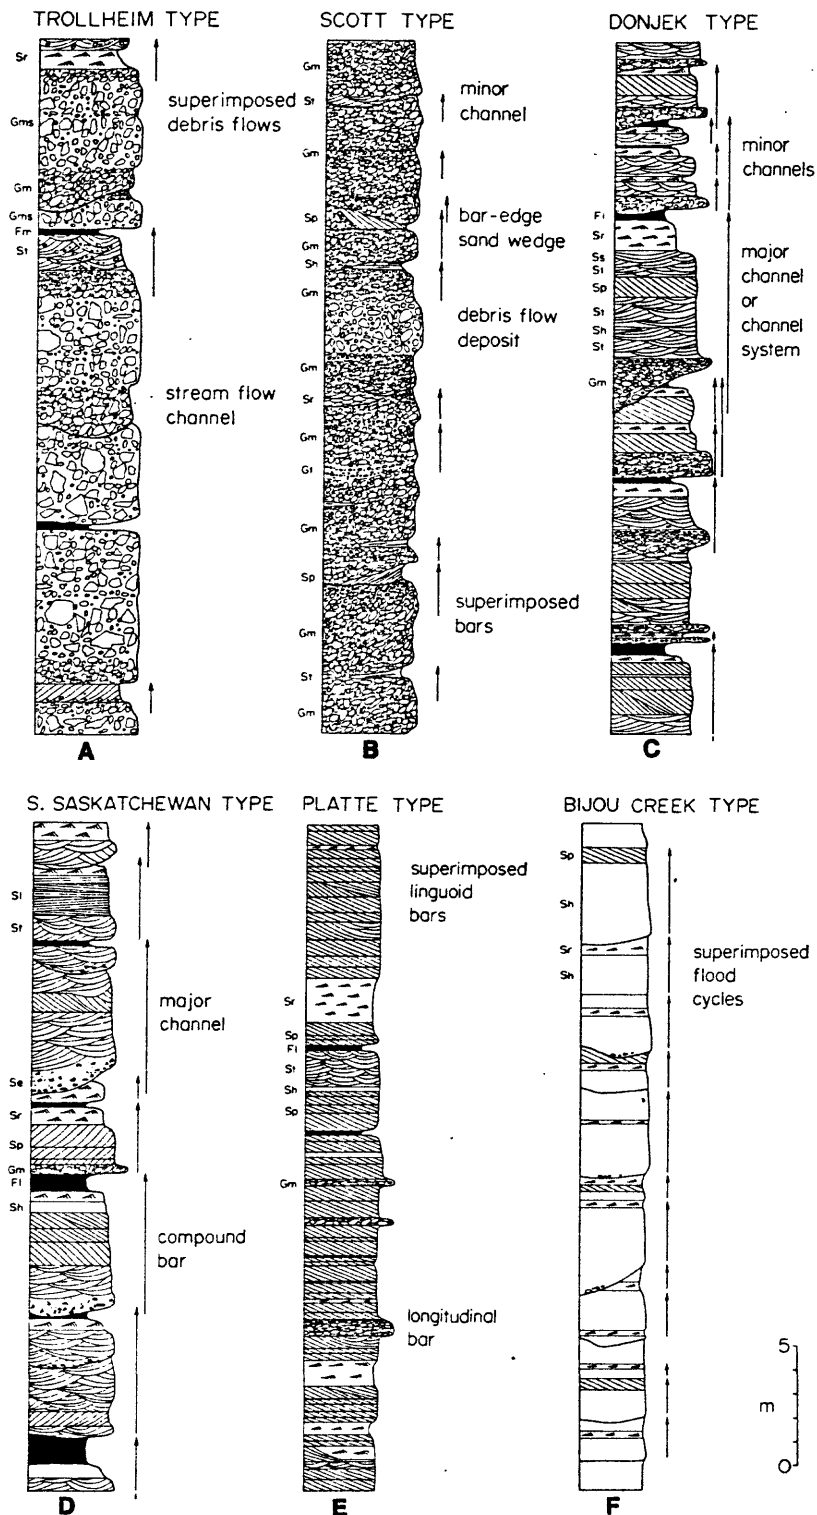 TROLLHEIM TYPE
Sr
superimposed
debris flows
Gms
Gm
Gms
Fm
St
stream flow
channel
A
SCOTT TYPE
Gm
St
minor
channel
Gm
Sp
bar-edge
sand wedge
Gm
Sh
Gm
debris flow
deposit
Gm
Sr
Gm
Gt
Gm
Sp
superimposed
bars
Gm
St
Gm
B
DONJEK TYPE
minor
channels
Fl
Sr
Ss
St
Sp
St
Sh
St
major
channel
or
channel
system
Gm
C
S. SASKATCHEWAN TYPE
Sl
St
major
channel
Se
Sr
Sp
Gm
Fl
Sh
compound
bar
D
PLATTE TYPE
superimposed
linguoid
bars
Sr
Sp
Fl
St
Sh
Sp
Gm
longitudinal
bar
E
BIJOU CREEK TYPE
Sp
Sh
Sr
Sh
superimposed
flood
cycles
5
m
0
F